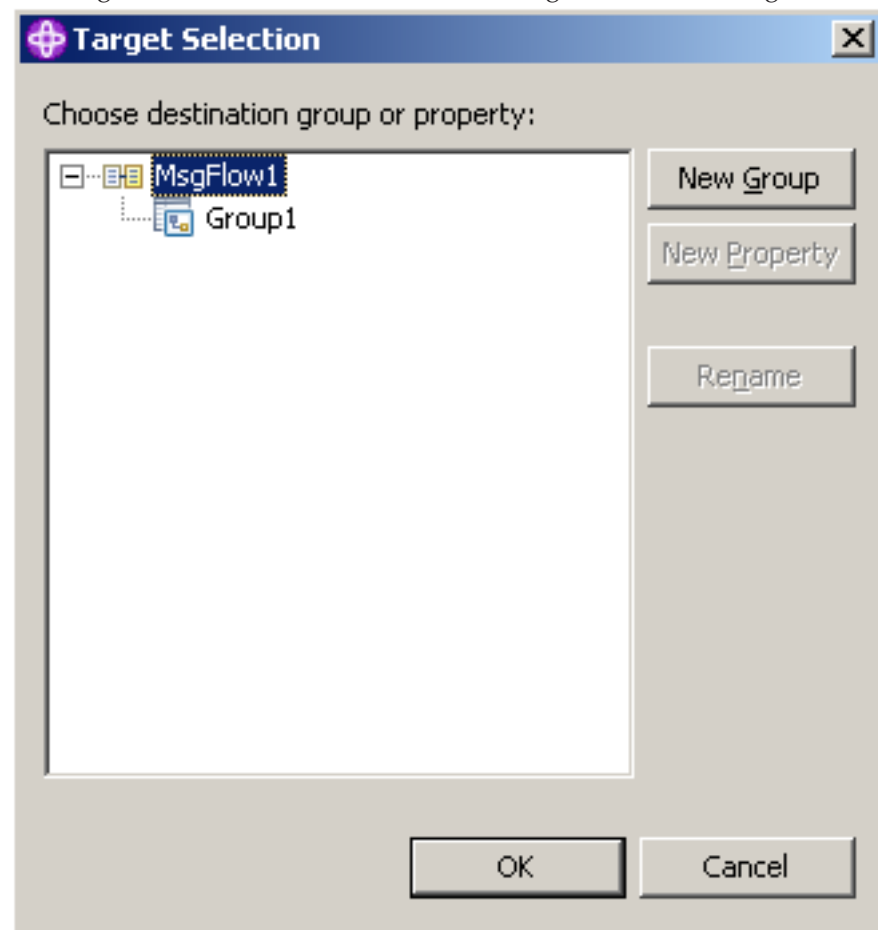 Target Selection
Choose destination group or property:
MsgFlow1
Group1
New Group
New Property
Rename
OK
Cancel